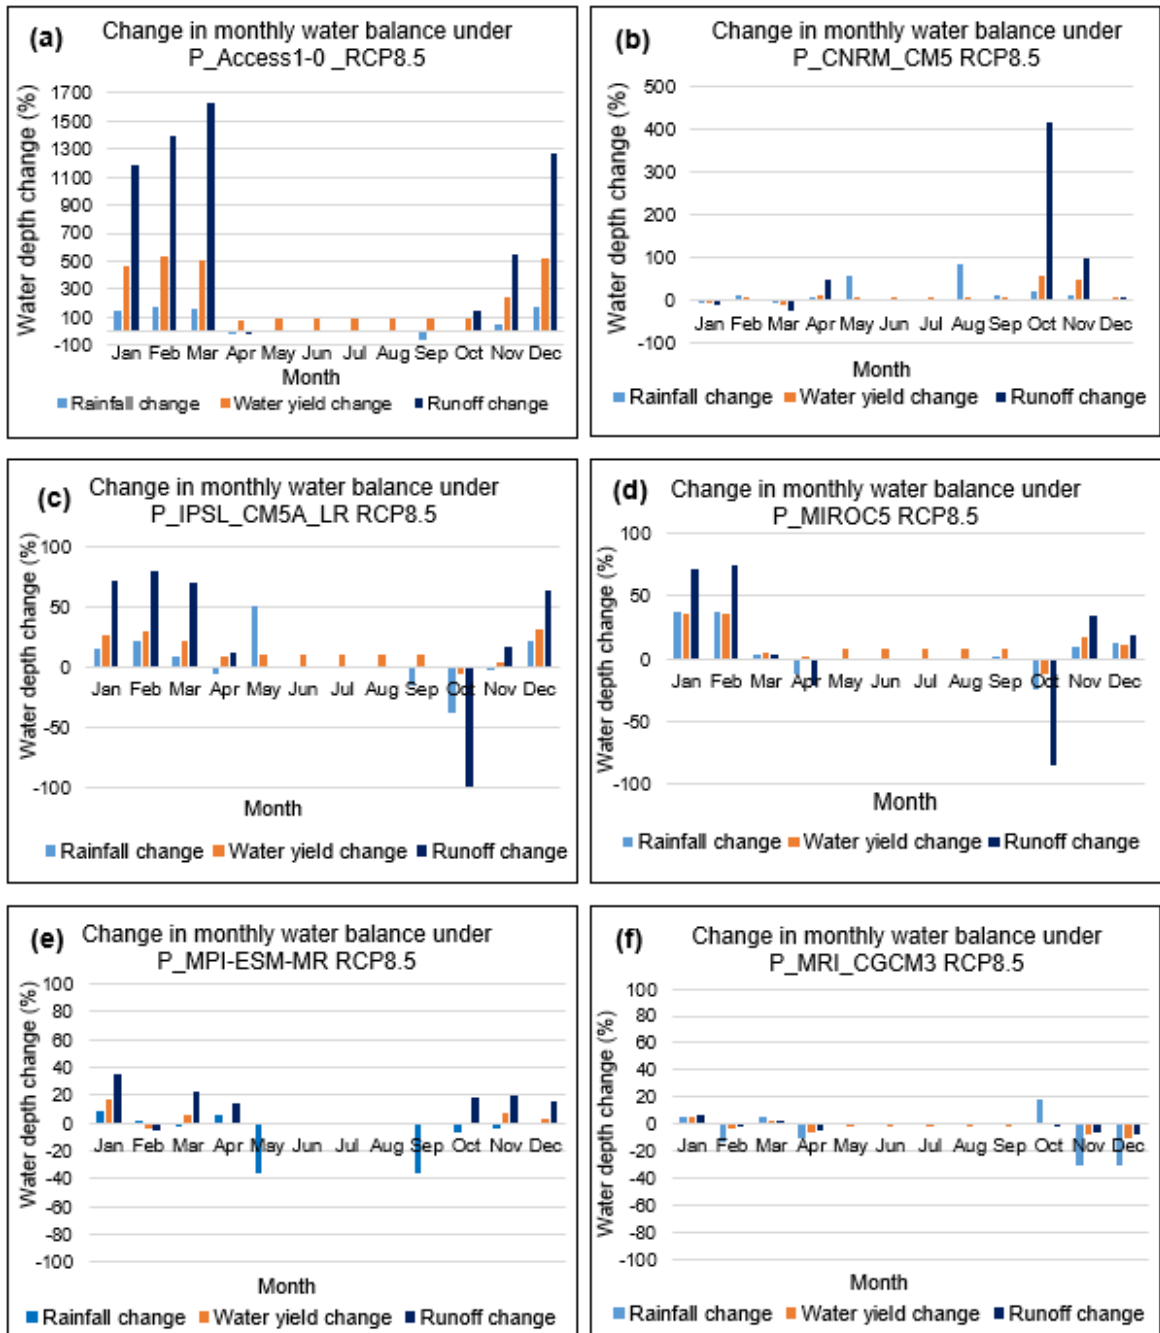 (a) Change in monthly water balance under
P_Access1-0 _RCP8.5
Water depth change (%)
1700
1500
1300
1100
900
700
500
300
100
-100
Jan Feb Mar Apr May Jun Jul Aug Sep Oct Nov Dec
Month
Rainfall change Water yield change Runoff change
(b) Change in monthly water balance under
P_CNRM_CM5 RCP8.5
Water depth change (%)
500
400
300
200
100
0
-100
Jan Feb Mar Apr May Jun Jul Aug Sep Oct Nov Dec
Month
Rainfall change Water yield change Runoff change
(c) Change in monthly water balance under
P_IPSL_CM5A_LR RCP8.5
Water depth change (%)
100
50
0
-50
-100
Jan Feb Mar Apr May Jun Jul Aug Sep Oct Nov Dec
Month
Rainfall change Water yield change Runoff change
(d) Change in monthly water balance under
P_MIROC5 RCP8.5
Water depth change (%)
100
50
0
-50
-100
Jan Feb Mar Apr May Jun Jul Aug Sep Oct Nov Dec
Month
Rainfall change Water yield change Runoff change
(e) Change in monthly water balance under
P_MPI-ESM-MR RCP8.5
Water depth change (%)
100
80
60
40
20
0
-20
-40
-60
-80
-100
Jan Feb Mar Apr May Jun Jul Aug Sep Oct Nov Dec
Month
Rainfall change Water yield change Runoff change
(f) Change in monthly water balance under
P_MRI_CGCM3 RCP8.5
Water depth change (%)
100
80
60
40
20
0
-20
-40
-60
-80
-100
Jan Feb Mar Apr May Jun Jul Aug Sep Oct Nov Dec
Month
Rainfall change Water yield change Runoff change